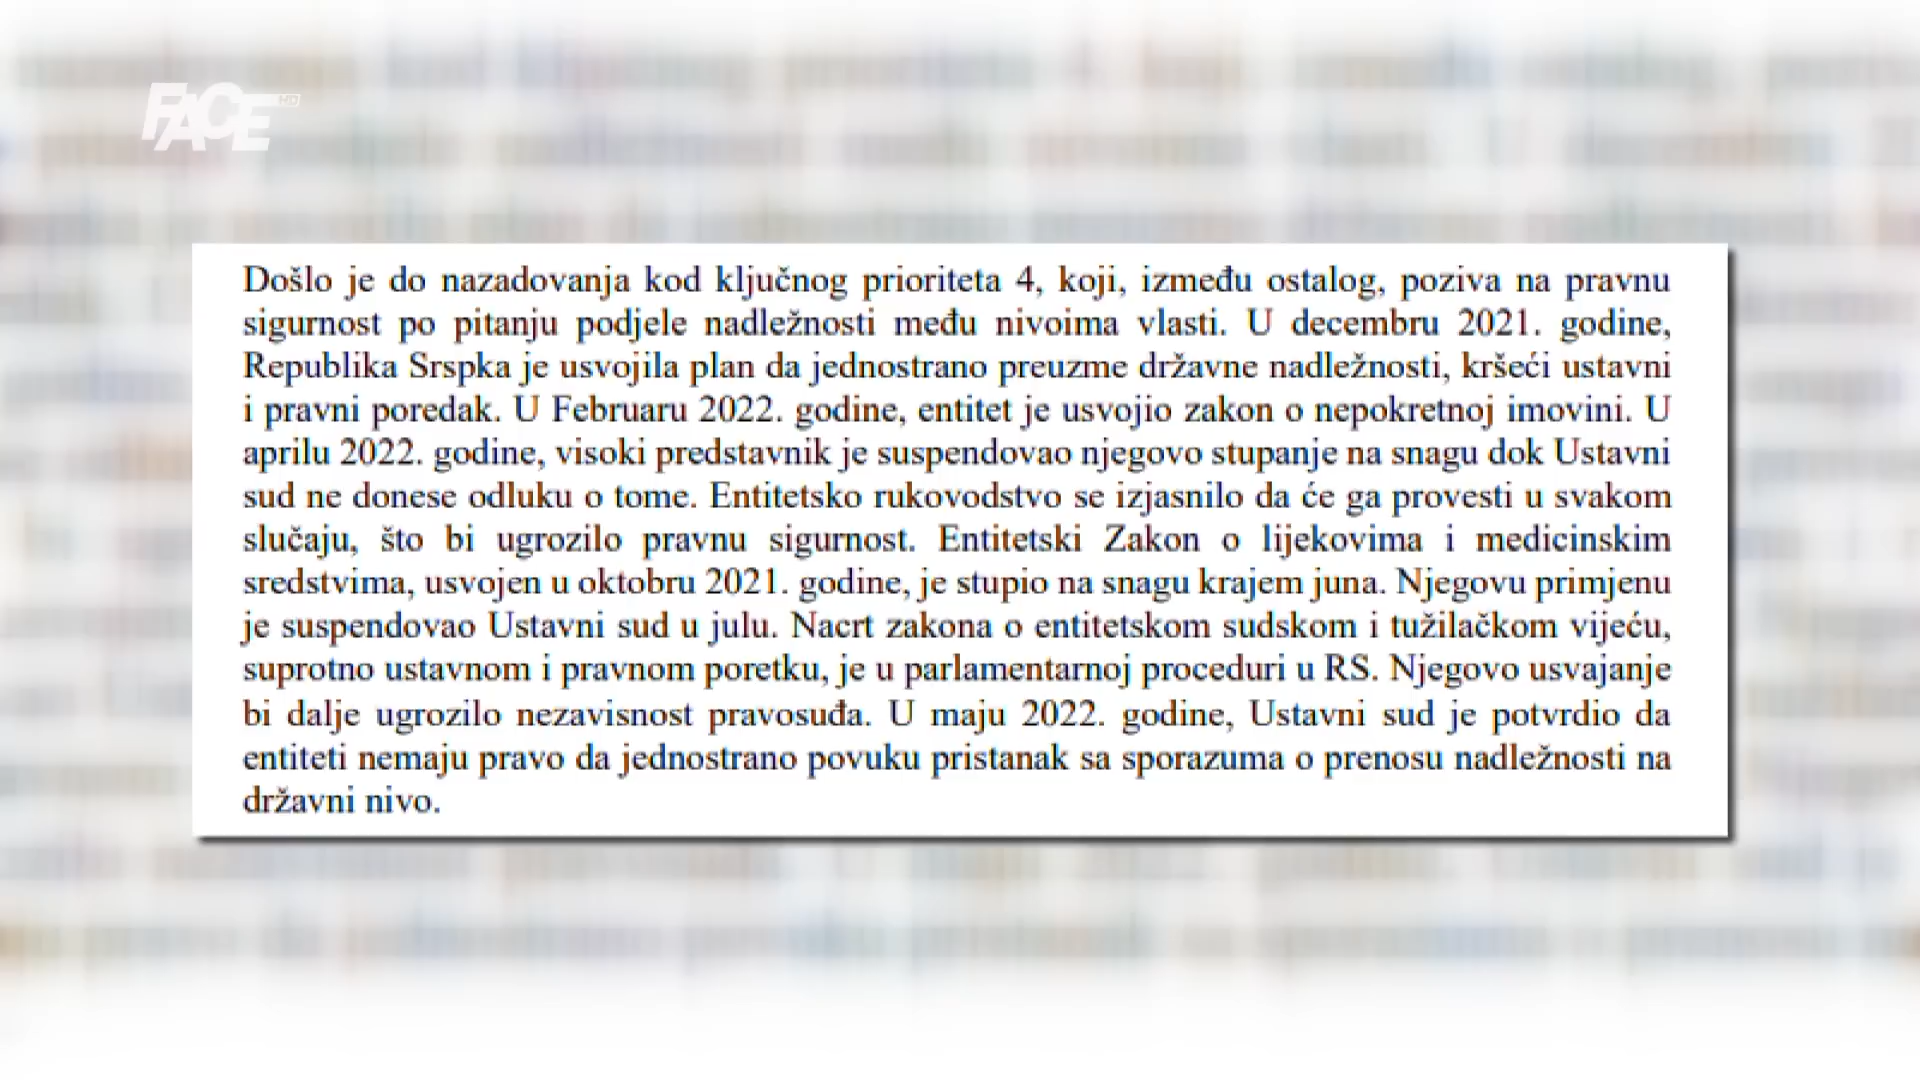 FACE HD
Došlo je do nazadovanja kod ključnog prioriteta 4, koji, između ostalog, poziva na pravnu
sigurnost po pitanju podjele nadležnosti među nivoima vlasti. U decembru 2021. godine,
Republika Srspka je usvojila plan da jednostrano preuzme državne nadležnosti, kršeći ustavni
i pravni poredak. U Februaru 2022. godine, entitet je usvojio zakon o nepokretnoj imovini. U
aprilu 2022. godine, visoki predstavnik je suspendovao njegovo stupanje na snagu dok Ustavni
sud ne donese odluku o tome. Entitetsko rukovodstvo se izjasnilo da će ga provesti u svakom
slučaju, što bi ugrozilo pravnu sigurnost. Entitetski Zakon o lijekovima i medicinskim
sredstvima, usvojen u oktobru 2021. godine, je stupio na snagu krajem juna. Njegovu primjenu
je suspendovao Ustavni sud u julu. Nacrt zakona o entitetskom sudskom i tužilačkom vijeću,
suprotno ustavnom i pravnom poretku, je u parlamentarnoj proceduri u RS. Njegovo usvajanje
bi dalje ugrozilo nezavisnost pravosuđa. U maju 2022. godine, Ustavni sud je potvrdio da
entiteti nemaju pravo da jednostrano povuku pristanak sa sporazuma o prenosu nadležnosti na
državni nivo.